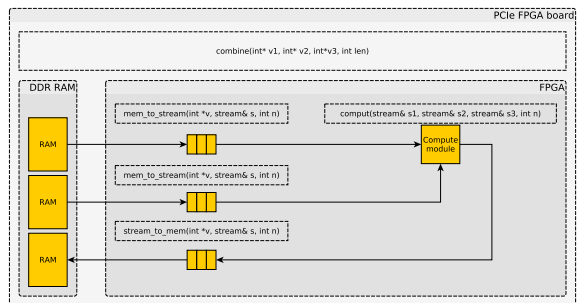 PCIe FPGA board
combine(int* v1, int* v2, int*v3, int len)
DDR RAM
FPGA
mem_to_stream(int *v, stream& s, int n)
comput(stream& s1, stream& s2, stream& s3, int n)
RAM
Compute
module
mem_to_stream(int *v, stream& s, int n)
RAM
stream_to_mem(int *v, stream& s, int n)
RAM